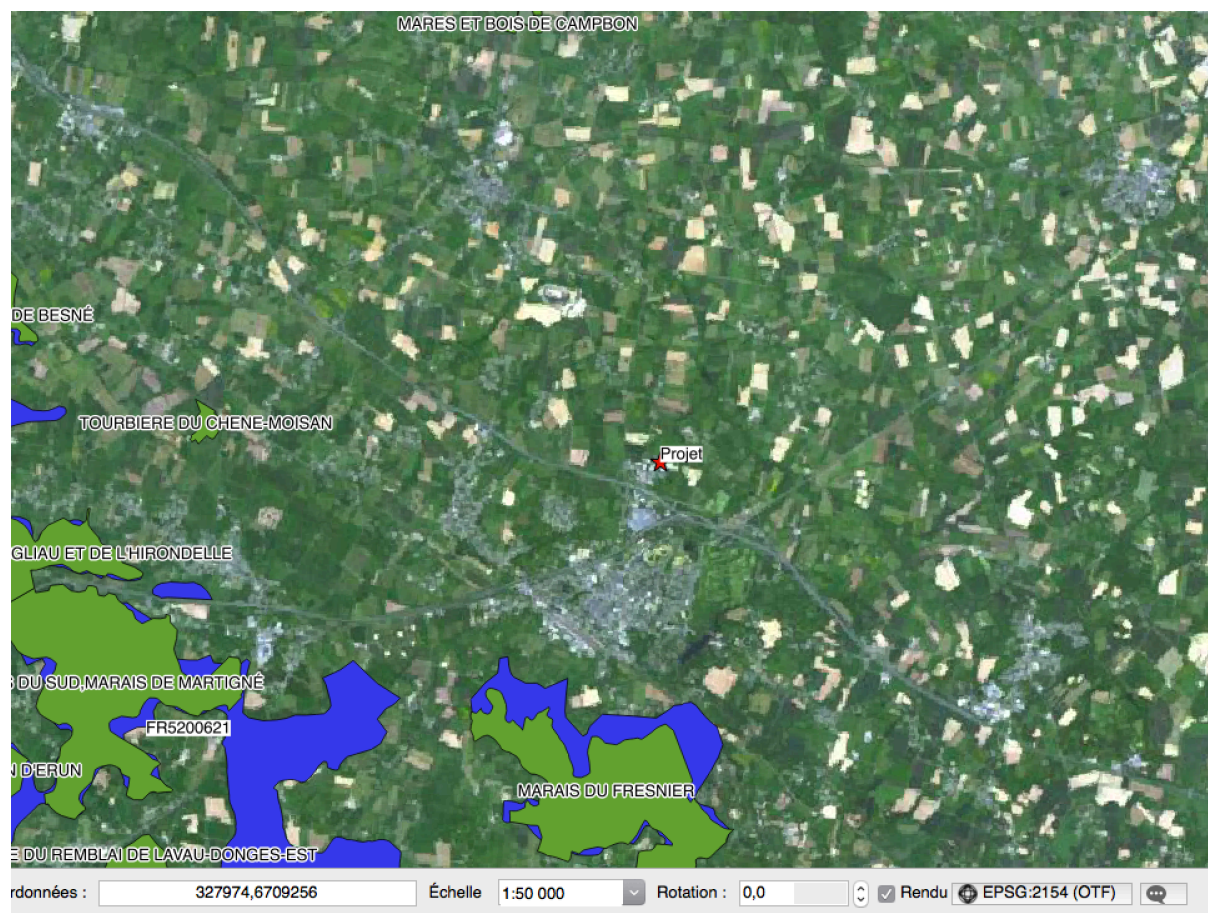 MARES ET BOIS DE CAMPBON
DE BESNÉ
TOURBIERE DU CHENE-MOISAN
Projet
GLIAU ET DE L'HIRONDELLE
DU SUD,MARAIS DE MARTIGNÉ
FR5200621
N D'ERUN
MARAIS DU FRESNIER
E DU REMBLAI DE LAVAU-DONGES-EST
rdonnées : 327974,6709256 Échelle 1:50 000 Rotation : 0,0 Rendu EPSG:2154 (OTF)